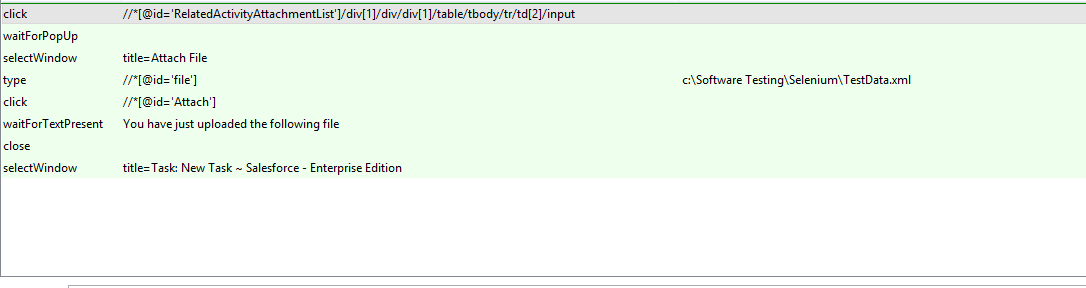 click //*[@id='RelatedActivityAttachmentList']/div[1]/div/div[1]/table/tbody/tr/td[2]/input
waitForPopUp
selectWindow title=Attach File
type //*[@id='file'] c:\Software Testing\Selenium\TestData.xml
click //*[@id='Attach']
waitForTextPresent You have just uploaded the following file
close
selectWindow title=Task: New Task ~ Salesforce - Enterprise Edition